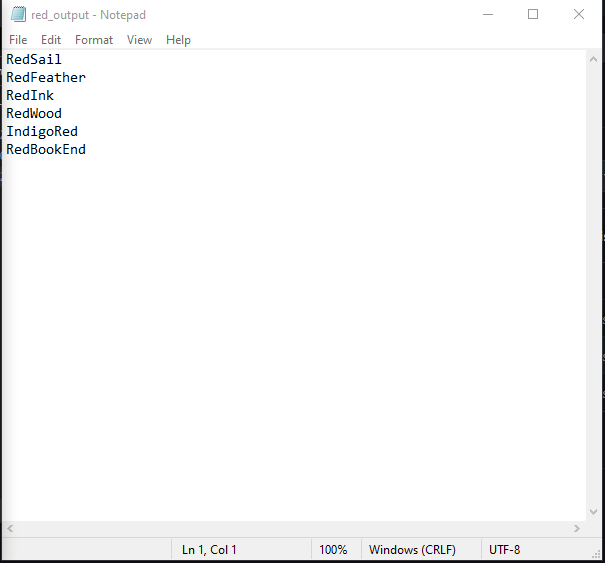 red_output - Notepad
File Edit Format View Help
RedSail
RedFeather
RedInk
RedWood
IndigoRed
RedBookEnd
Ln 1, Col 1 100% Windows (CRLF) UTF-8